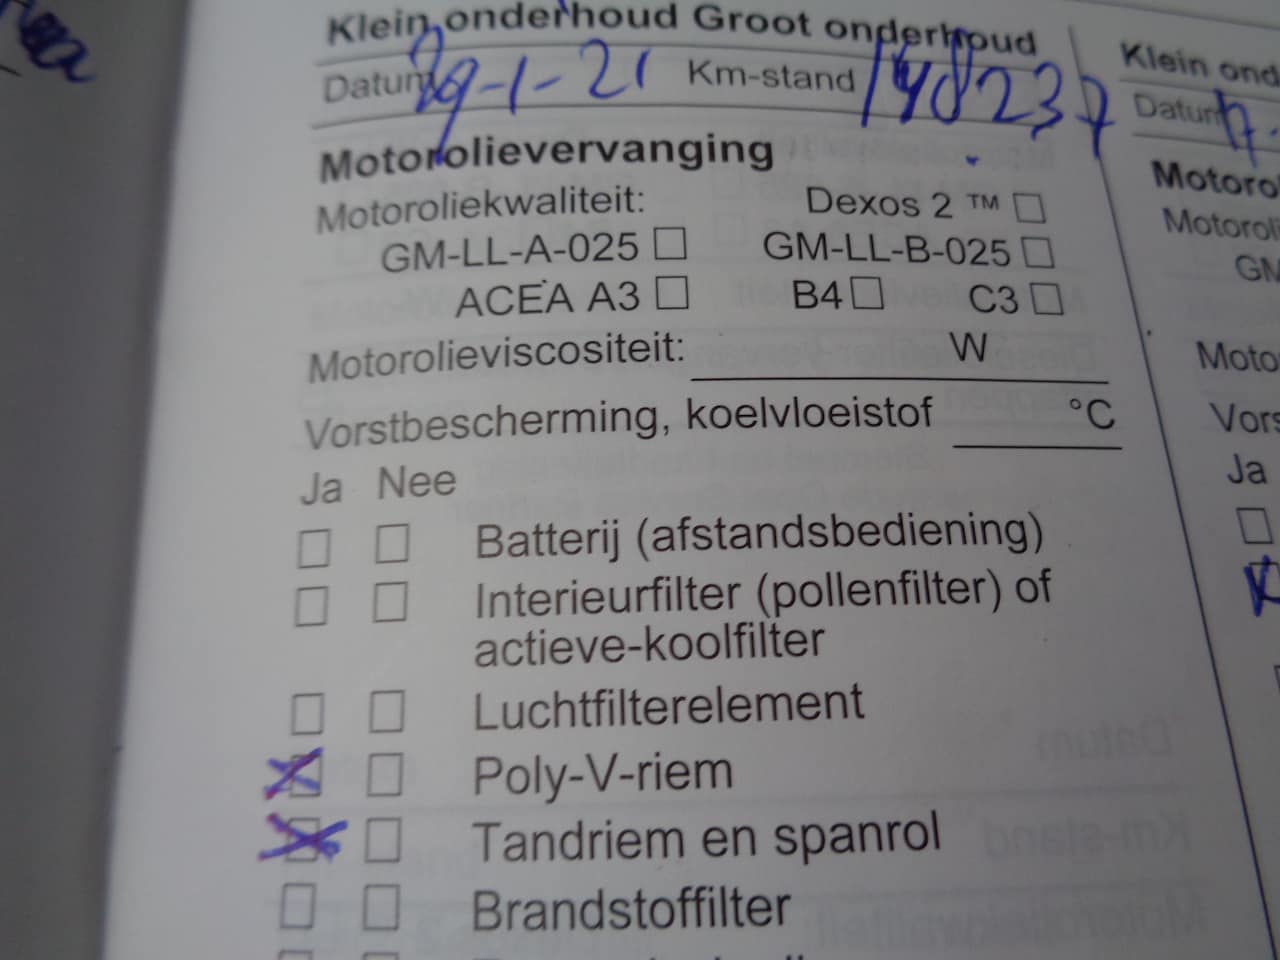 Klein onderhoud Groot onderhoud
Datum 29-1-21 Km-stand 148237
Motorolievervanging
Motoroliekwaliteit: Dexos 2 ™ ☐
GM-LL-A-025 ☐ GM-LL-B-025 ☐
ACEA A3 ☐ B4 ☐ C3 ☐
Motorolieviscositeit: W
Vorstbescherming, koelvloeistof °C
Ja Nee
☐ ☐ Batterij (afstandsbediening)
☐ ☐ Interieurfilter (pollenfilter) of
actieve-koolfilter
☐ ☐ Luchtfilterelement
☒ ☐ Poly-V-riem
☒ ☐ Tandriem en spanrol
☐ ☐ Brandstoffilter
Klein ond
Datum
Motoro
Motoroli
GM
Moto
Vors
Ja